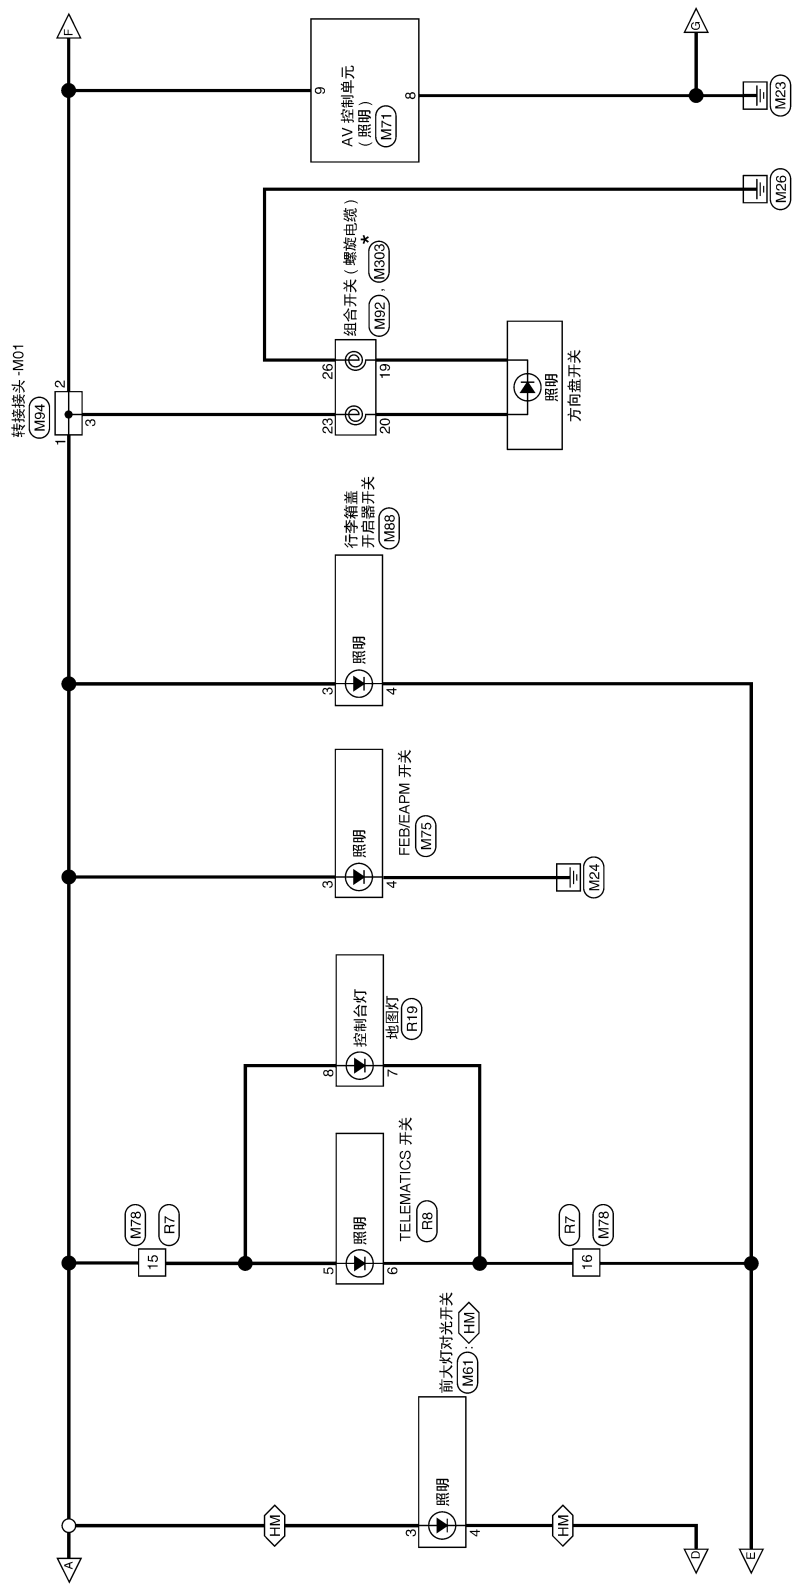 A
HM
3
照明
4
HM
D
前大灯对光开关
M61 : HM
E
M78
R7
15
5
照明
6
TELEMATICS 开关
R8
R7
M78
16
8
控制台灯
7
地图灯
R19
3
照明
4
FEB/EAPM 开关
M75
M24
3
照明
4
行李箱盖
开启器开关
M88
转接接头 -M01
M94
1
2
3
23
26
20
19
组合开关 ( 螺旋电缆 )
M92 , M303 *
照明
方向盘开关
M26
F
9
AV 控制单元
( 照明 )
M71
8
G
M23